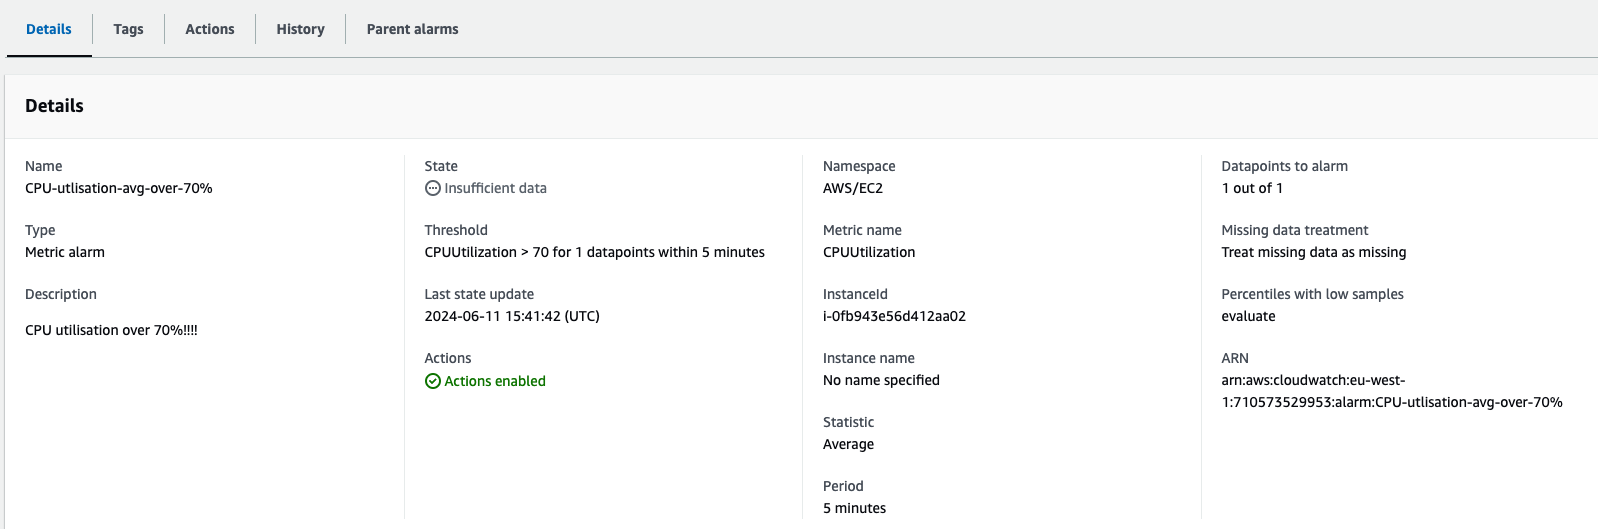 Details
Tags
Actions
History
Parent alarms
Details
Name
CPU-utlisation-avg-over-70%
Type
Metric alarm
Description
CPU utilisation over 70%!!!!
State
Insufficient data
Threshold
CPUUtilization > 70 for 1 datapoints within 5 minutes
Last state update
2024-06-11 15:41:42 (UTC)
Actions
Actions enabled
Namespace
AWS/EC2
Metric name
CPUUtilization
InstanceId
i-0fb943e56d412aa02
Instance name
No name specified
Statistic
Average
Period
5 minutes
Datapoints to alarm
1 out of 1
Missing data treatment
Treat missing data as missing
Percentiles with low samples
evaluate
ARN
arn:aws:cloudwatch:eu-west-
1:710573529953:alarm:CPU-utlisation-avg-over-70%